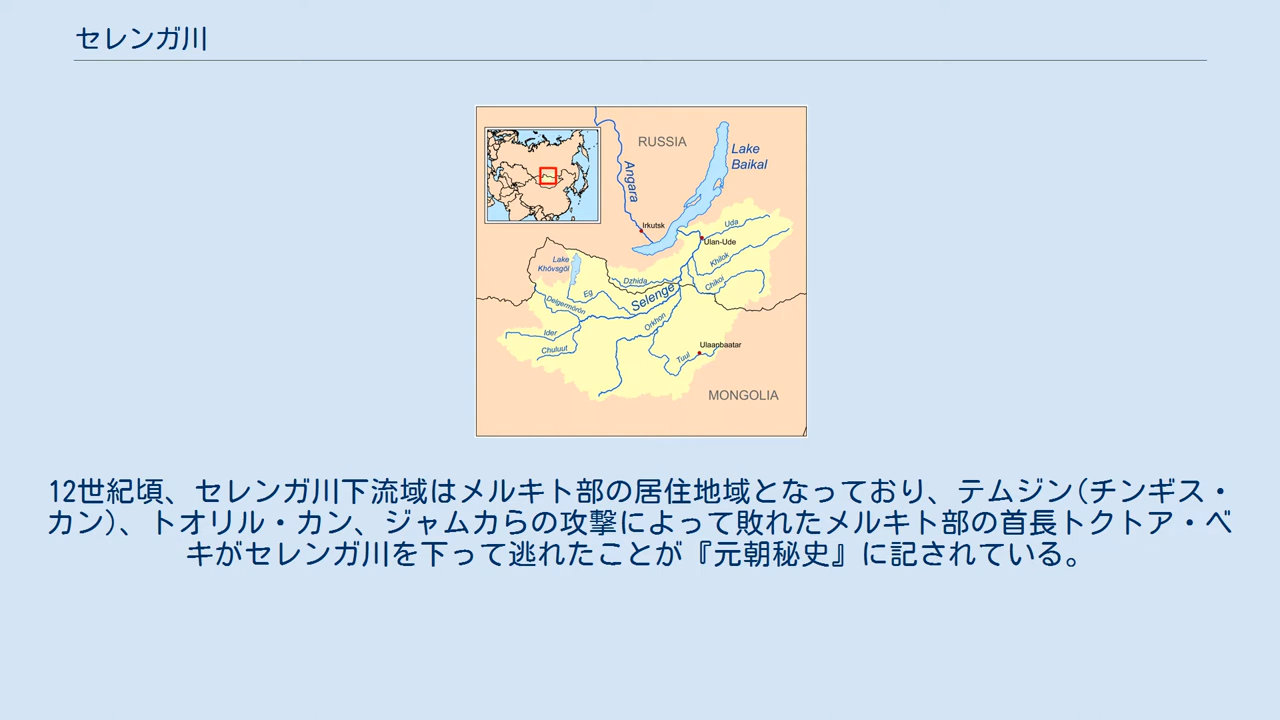 セレンガ川
RUSSIA
Lake
Baikal
Angara
Irkutsk
Uda
Ulan-Ude
Khilok
Lake
Khövsgöl
Dzhida
Chikoi
Eg
Selenge
Delgermörön
Orkhon
Ider
Chuluut
Tuul
Ulaanbaatar
MONGOLIA
12世紀頃、セレンガ川下流域はメルキト部の居住地域となっており、テムジン(チンギス・
カン)、トオリル・カン、ジャムカらの攻撃によって敗れたメルキト部の首長トクトア・ベ
キがセレンガ川を下って逃れたことが『元朝秘史』に記されている。